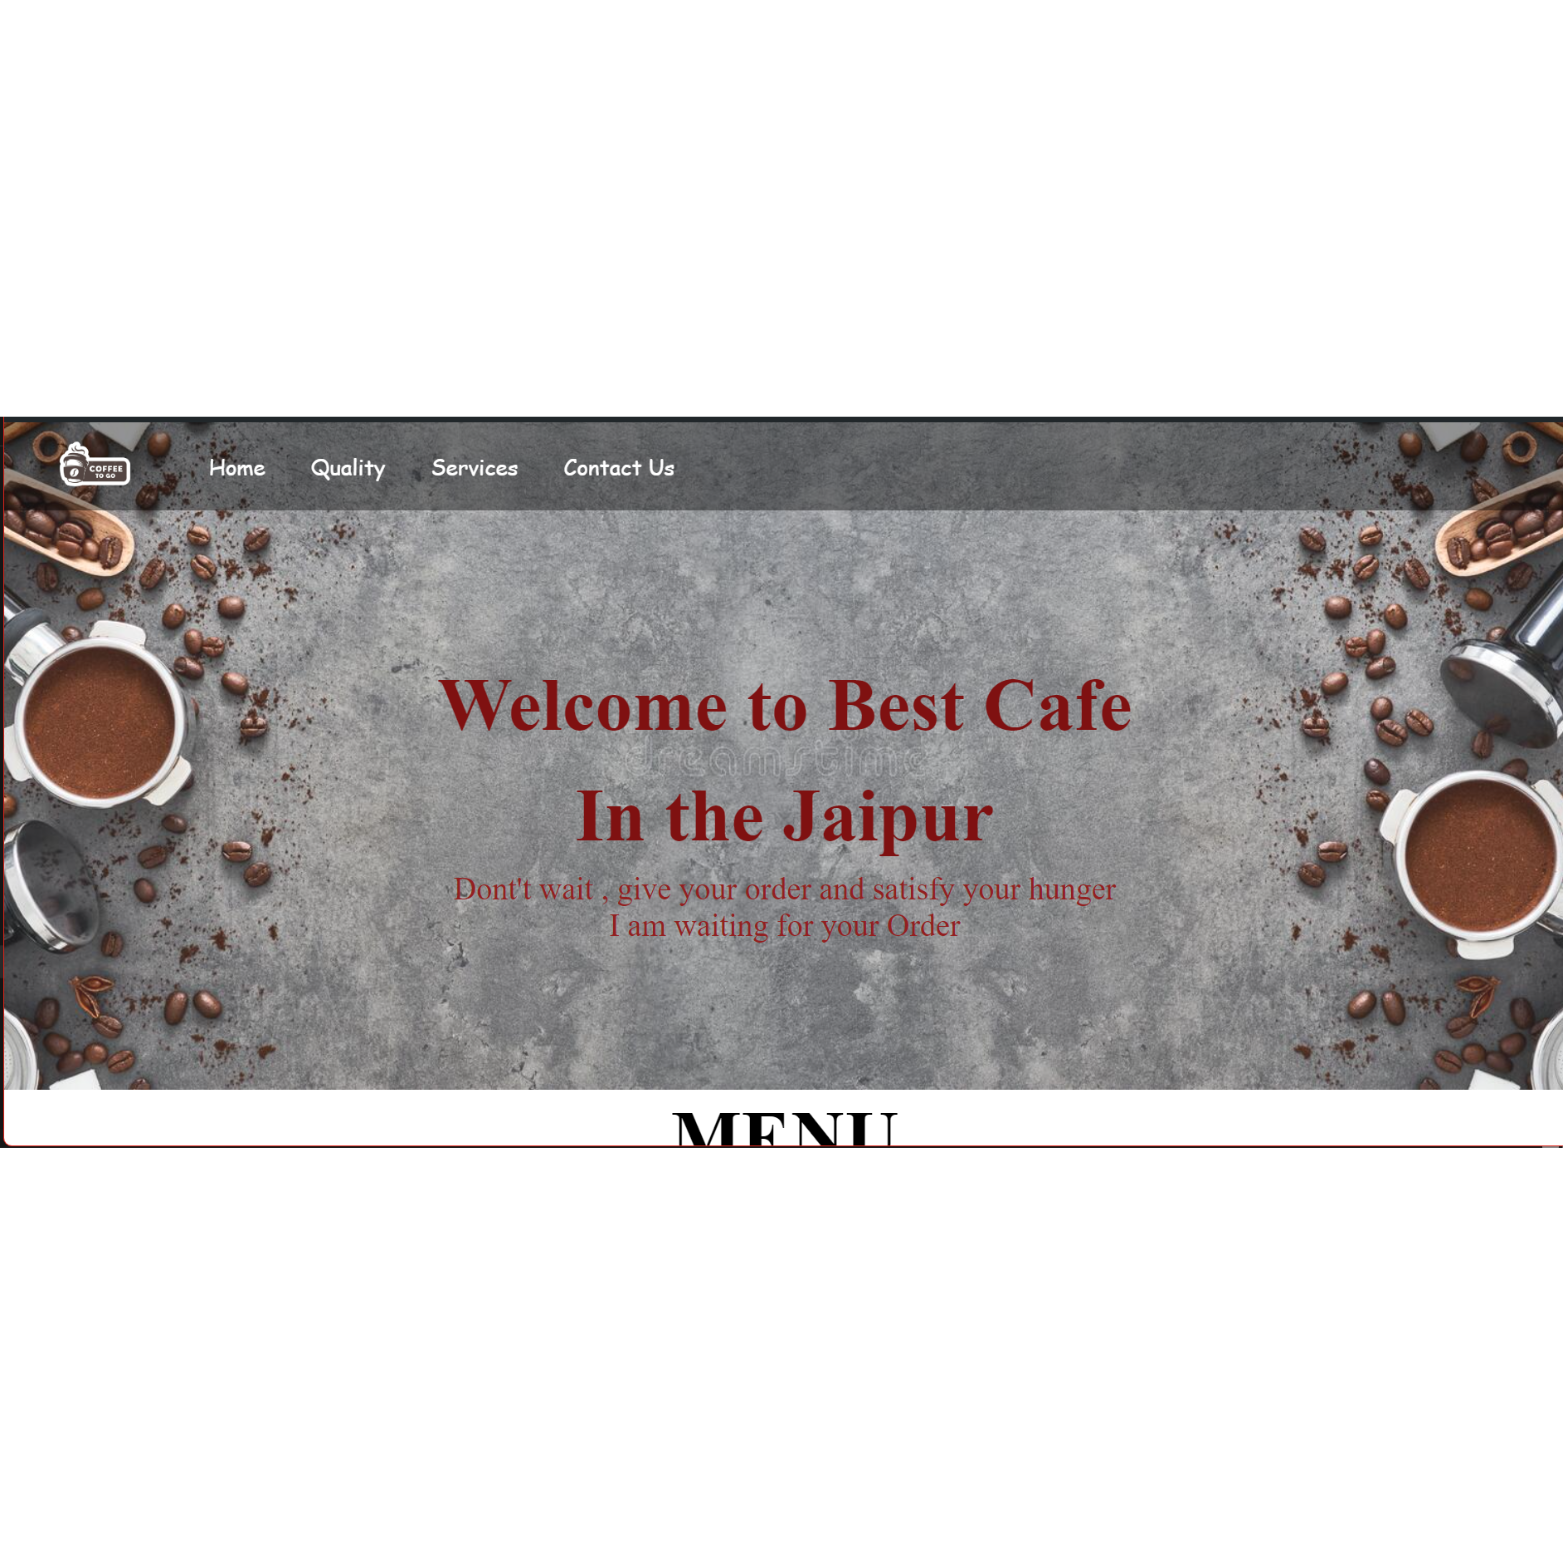 COFFEE
TO GO
Home Quality Services Contact Us
Welcome to Best Cafe
dreamstime
In the Jaipur
Dont't wait , give your order and satisfy your hunger
I am waiting for your Order
MENU